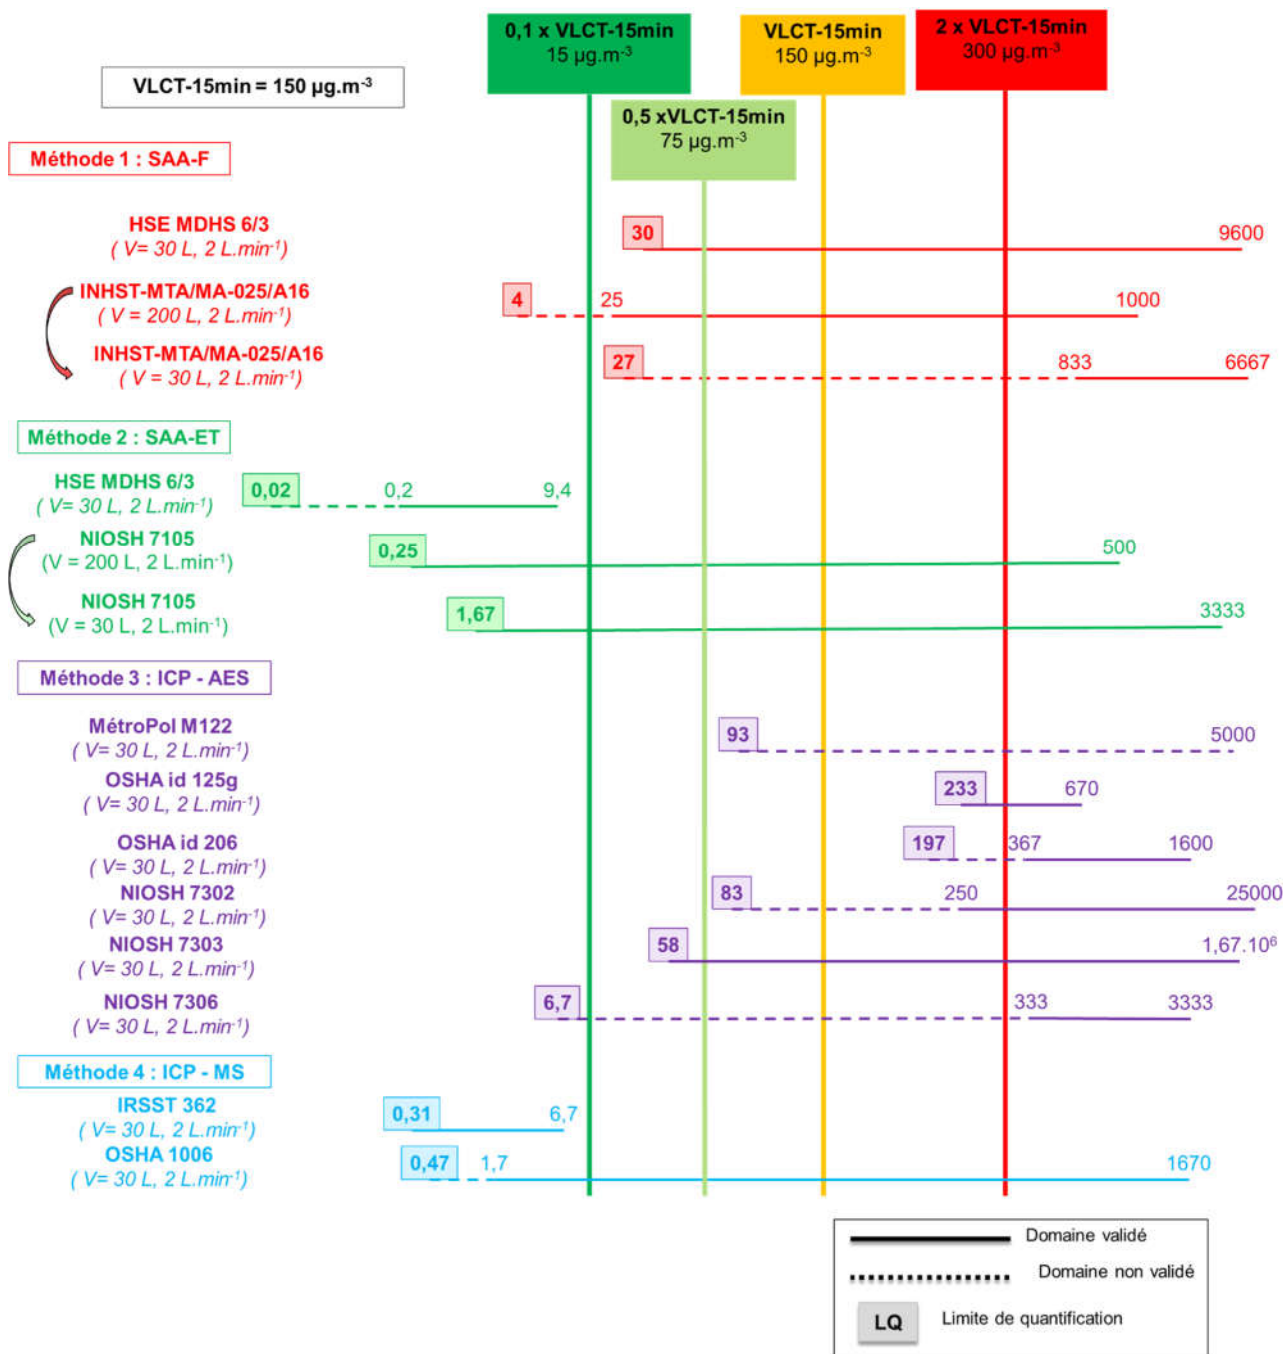 0,1 x VLCT-15min
15 µg.m-3
VLCT-15min
150 µg.m-3
2 x VLCT-15min
300 µg.m-3
VLCT-15min = 150 µg.m-3
0,5 xVLCT-15min
75 µg.m-3
Méthode 1 : SAA-F
HSE MDHS 6/3
( V= 30 L, 2 L.min-1)
30
9600
INHST-MTA/MA-025/A16
( V = 200 L, 2 L.min-1)
4
25
1000
INHST-MTA/MA-025/A16
( V = 30 L, 2 L.min-1)
27
833
6667
Méthode 2 : SAA-ET
HSE MDHS 6/3
( V= 30 L, 2 L.min-1)
0,02
0,2
9,4
NIOSH 7105
(V = 200 L, 2 L.min-1)
0,25
500
NIOSH 7105
(V = 30 L, 2 L.min-1)
1,67
3333
Méthode 3 : ICP - AES
MétroPol M122
( V= 30 L, 2 L.min-1)
93
5000
OSHA id 125g
( V= 30 L, 2 L.min-1)
233
670
OSHA id 206
( V= 30 L, 2 L.min-1)
197
367
1600
NIOSH 7302
( V= 30 L, 2 L.min-1)
83
250
25000
NIOSH 7303
( V= 30 L, 2 L.min-1)
58
1,67.106
NIOSH 7306
( V= 30 L, 2 L.min-1)
6,7
333
3333
Méthode 4 : ICP - MS
IRSST 362
( V= 30 L, 2 L.min-1)
0,31
6,7
OSHA 1006
( V= 30 L, 2 L.min-1)
0,47
1,7
1670
Domaine validé
Domaine non validé
LQ
Limite de quantification